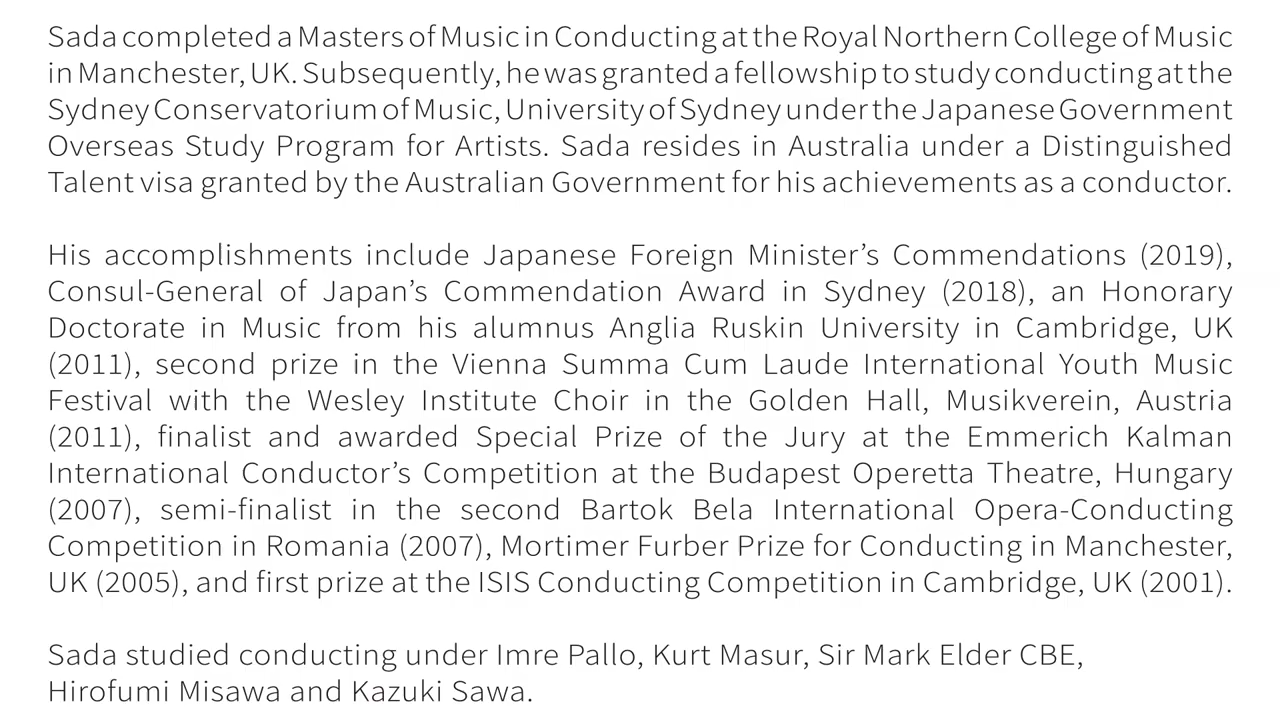 Sada completed a Masters of Music in Conducting at the Royal Northern College of Music
in Manchester, UK. Subsequently, he was granted a fellowship to study conducting at the
Sydney Conservatorium of Music, University of Sydney under the Japanese Government
Overseas Study Program for Artists. Sada resides in Australia under a Distinguished
Talent visa granted by the Australian Government for his achievements as a conductor.
His accomplishments include Japanese Foreign Minister’s Commendations (2019),
Consul-General of Japan’s Commendation Award in Sydney (2018), an Honorary
Doctorate in Music from his alumnus Anglia Ruskin University in Cambridge, UK
(2011), second prize in the Vienna Summa Cum Laude International Youth Music
Festival with the Wesley Institute Choir in the Golden Hall, Musikverein, Austria
(2011), finalist and awarded Special Prize of the Jury at the Emmerich Kalman
International Conductor’s Competition at the Budapest Operetta Theatre, Hungary
(2007), semi-finalist in the second Bartok Bela International Opera-Conducting
Competition in Romania (2007), Mortimer Furber Prize for Conducting in Manchester,
UK (2005), and first prize at the ISIS Conducting Competition in Cambridge, UK (2001).
Sada studied conducting under Imre Pallo, Kurt Masur, Sir Mark Elder CBE,
Hirofumi Misawa and Kazuki Sawa.